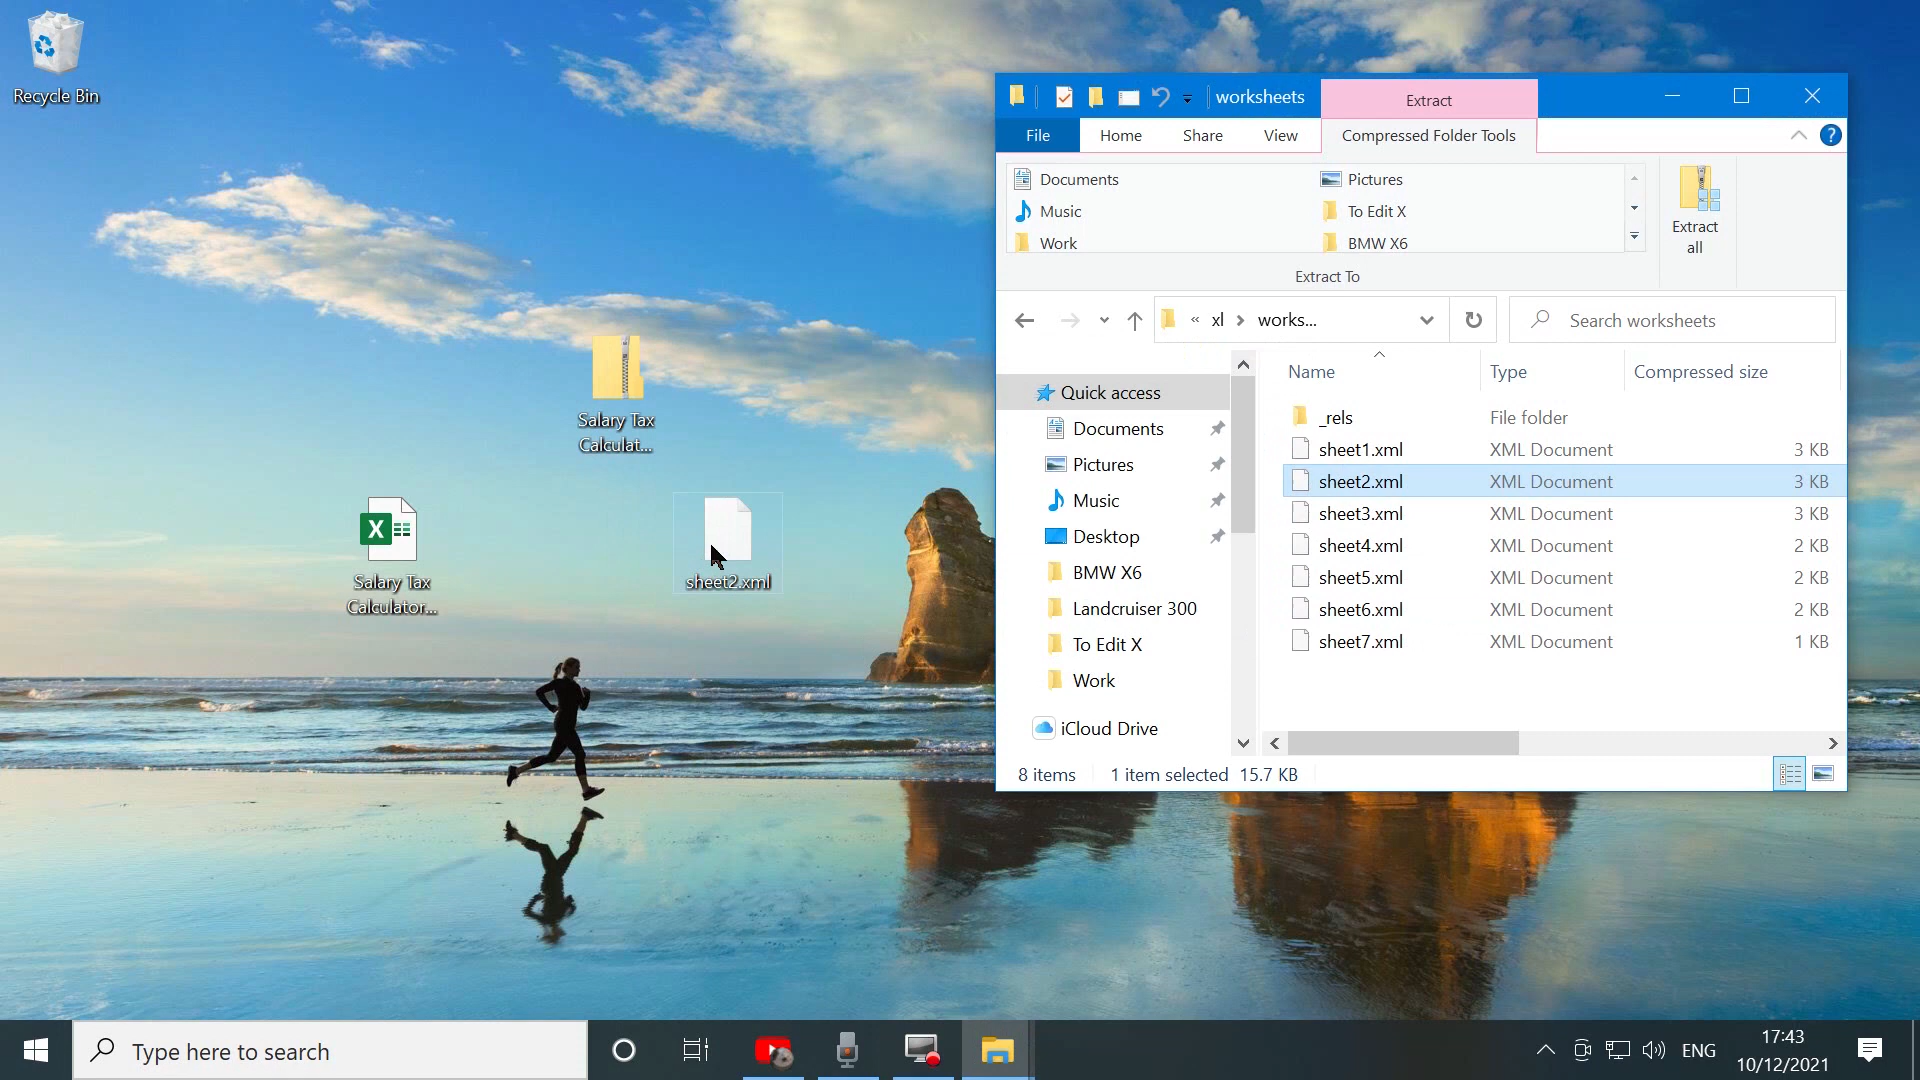 Recycle Bin
Salary Tax
Calculat...
Salary Tax
Calculator...
sheet2.xml
worksheets
Extract
File
Home
Share
View
Compressed Folder Tools
Documents
Pictures
Music
To Edit X
Work
BMW X6
Extract To
Extract
all
« xl > works...
Search worksheets
Name
Type
Compressed size
Quick access
Documents
Pictures
Music
Desktop
BMW X6
Landcruiser 300
To Edit X
Work
iCloud Drive
_rels File folder
sheet1.xml XML Document 3 KB
sheet2.xml XML Document 3 KB
sheet3.xml XML Document 3 KB
sheet4.xml XML Document 2 KB
sheet5.xml XML Document 2 KB
sheet6.xml XML Document 2 KB
sheet7.xml XML Document 1 KB
8 items
1 item selected 15.7 KB
Type here to search
ENG
17:43
10/12/2021